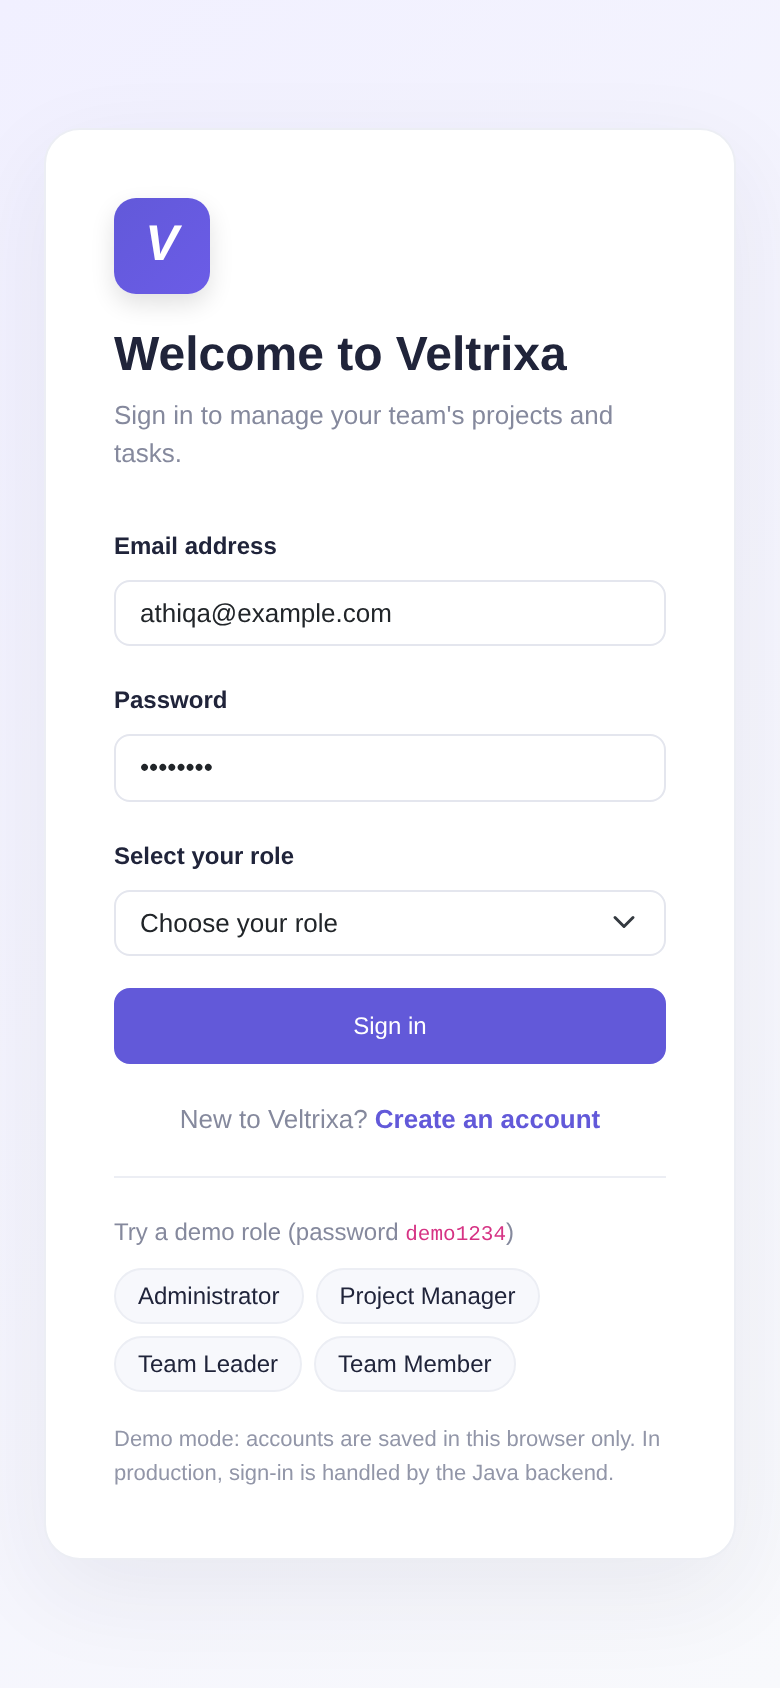 V
Welcome to Veltrixa
Sign in to manage your team's projects and
tasks.
Email address
athiqa@example.com
Password
••••••••
Select your role
Choose your role
Sign in
New to Veltrixa? Create an account
Try a demo role (password demo1234)
Administrator Project Manager
Team Leader Team Member
Demo mode: accounts are saved in this browser only. In
production, sign-in is handled by the Java backend.